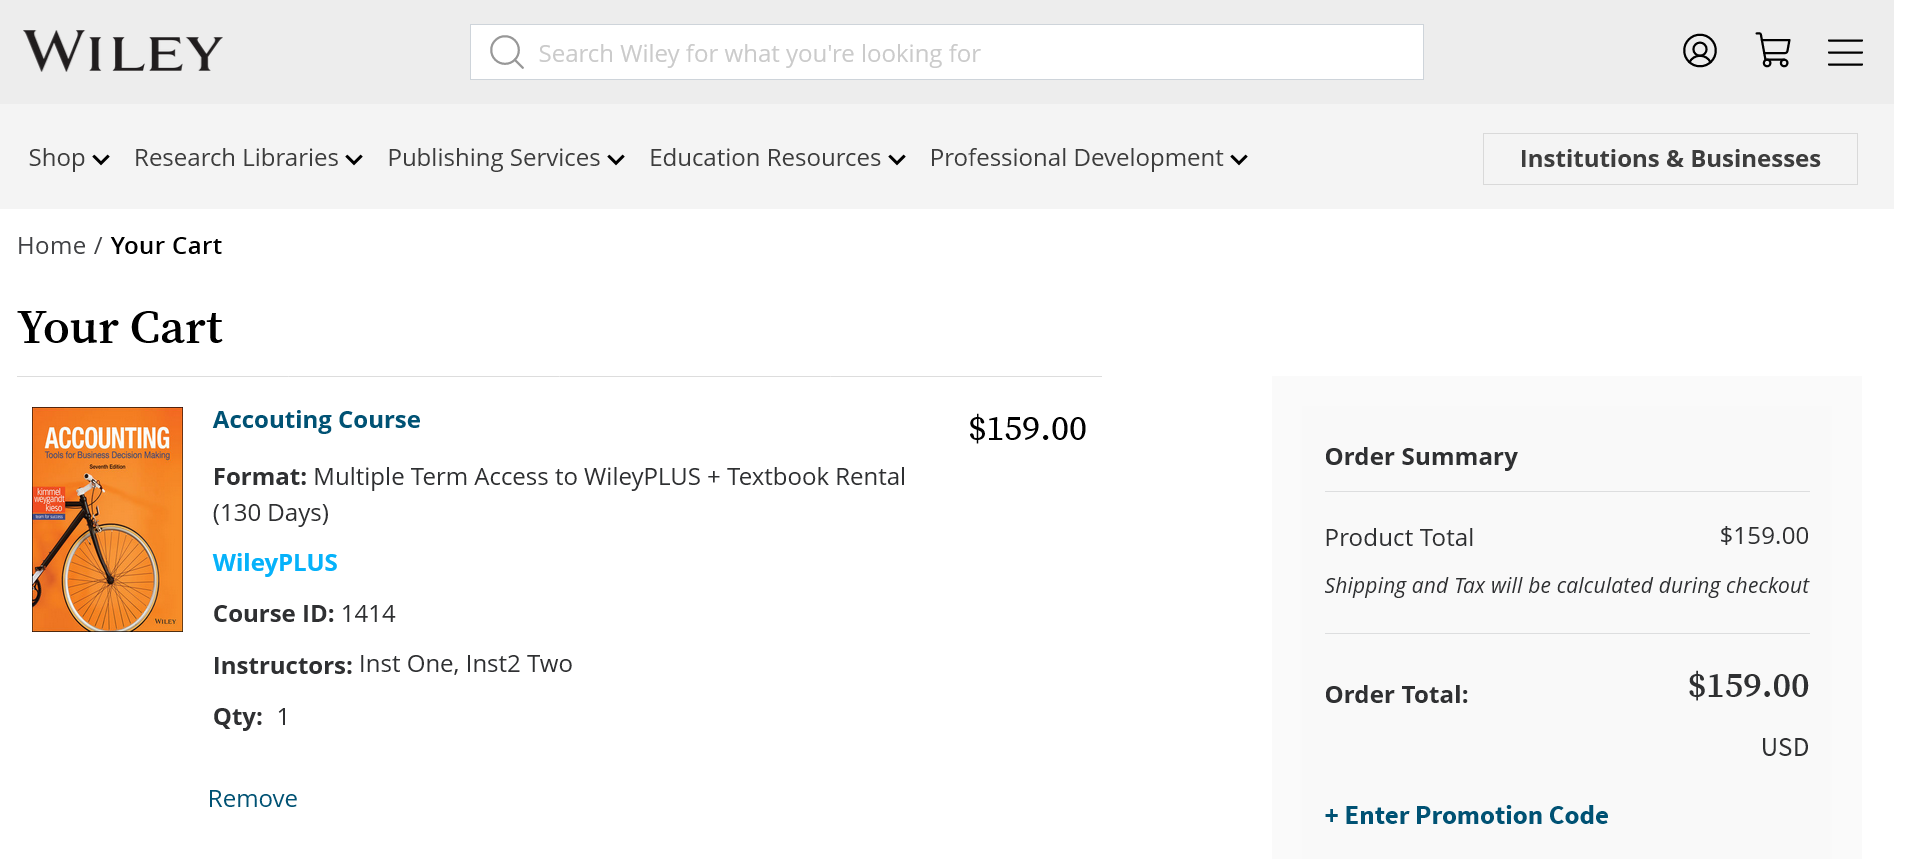 WILEY
Search Wiley for what you're looking for
Shop Research Libraries Publishing Services Education Resources Professional Development Institutions & Businesses
Home / Your Cart
Your Cart
ACCOUNTING
Tools for Business Decision Making
Seventh Edition
kimmel
weygandt
kieso
team for success
WILEY
Accouting Course
$159.00
Format: Multiple Term Access to WileyPLUS + Textbook Rental
(130 Days)
WileyPLUS
Course ID: 1414
Instructors: Inst One, Inst2 Two
Qty: 1
Remove
Order Summary
Product Total $159.00
Shipping and Tax will be calculated during checkout
Order Total: $159.00
USD
+ Enter Promotion Code